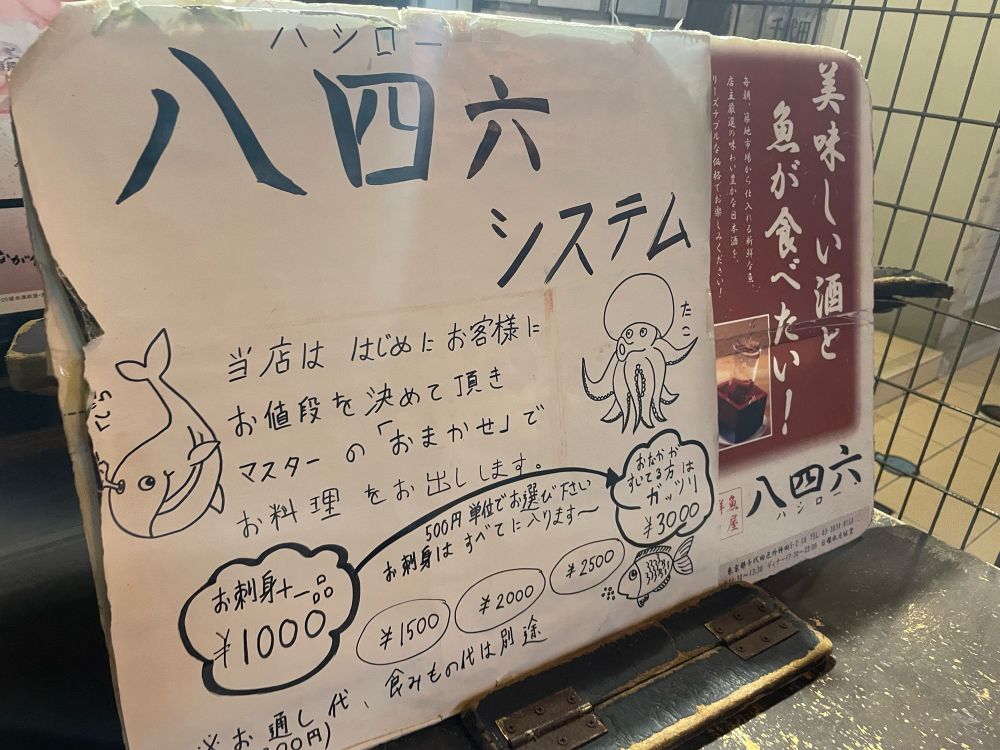 ハシロー
八四六
システム
当店は はじめにお客様に
お値段を決めて頂き
マスターの「おまかせ」で
お料理をお出しします。
くじら
たこ
500円単位でお選び下さい
お刺身はすべてに入ります〜
お刺身+一品
¥1000
¥1500
¥2000
¥2500
おなかが
すいてる方は
ガッツリ
¥3000
※お通し代、飲みもの代は別途
美味しい酒と
魚が食べたい!
毎朝、築地市場から仕入れる新鮮な魚、
店主厳選の味わい豊かな日本酒を、
リーズナブルな価格でお楽しみください!
魚屋
八四六
ハシロー